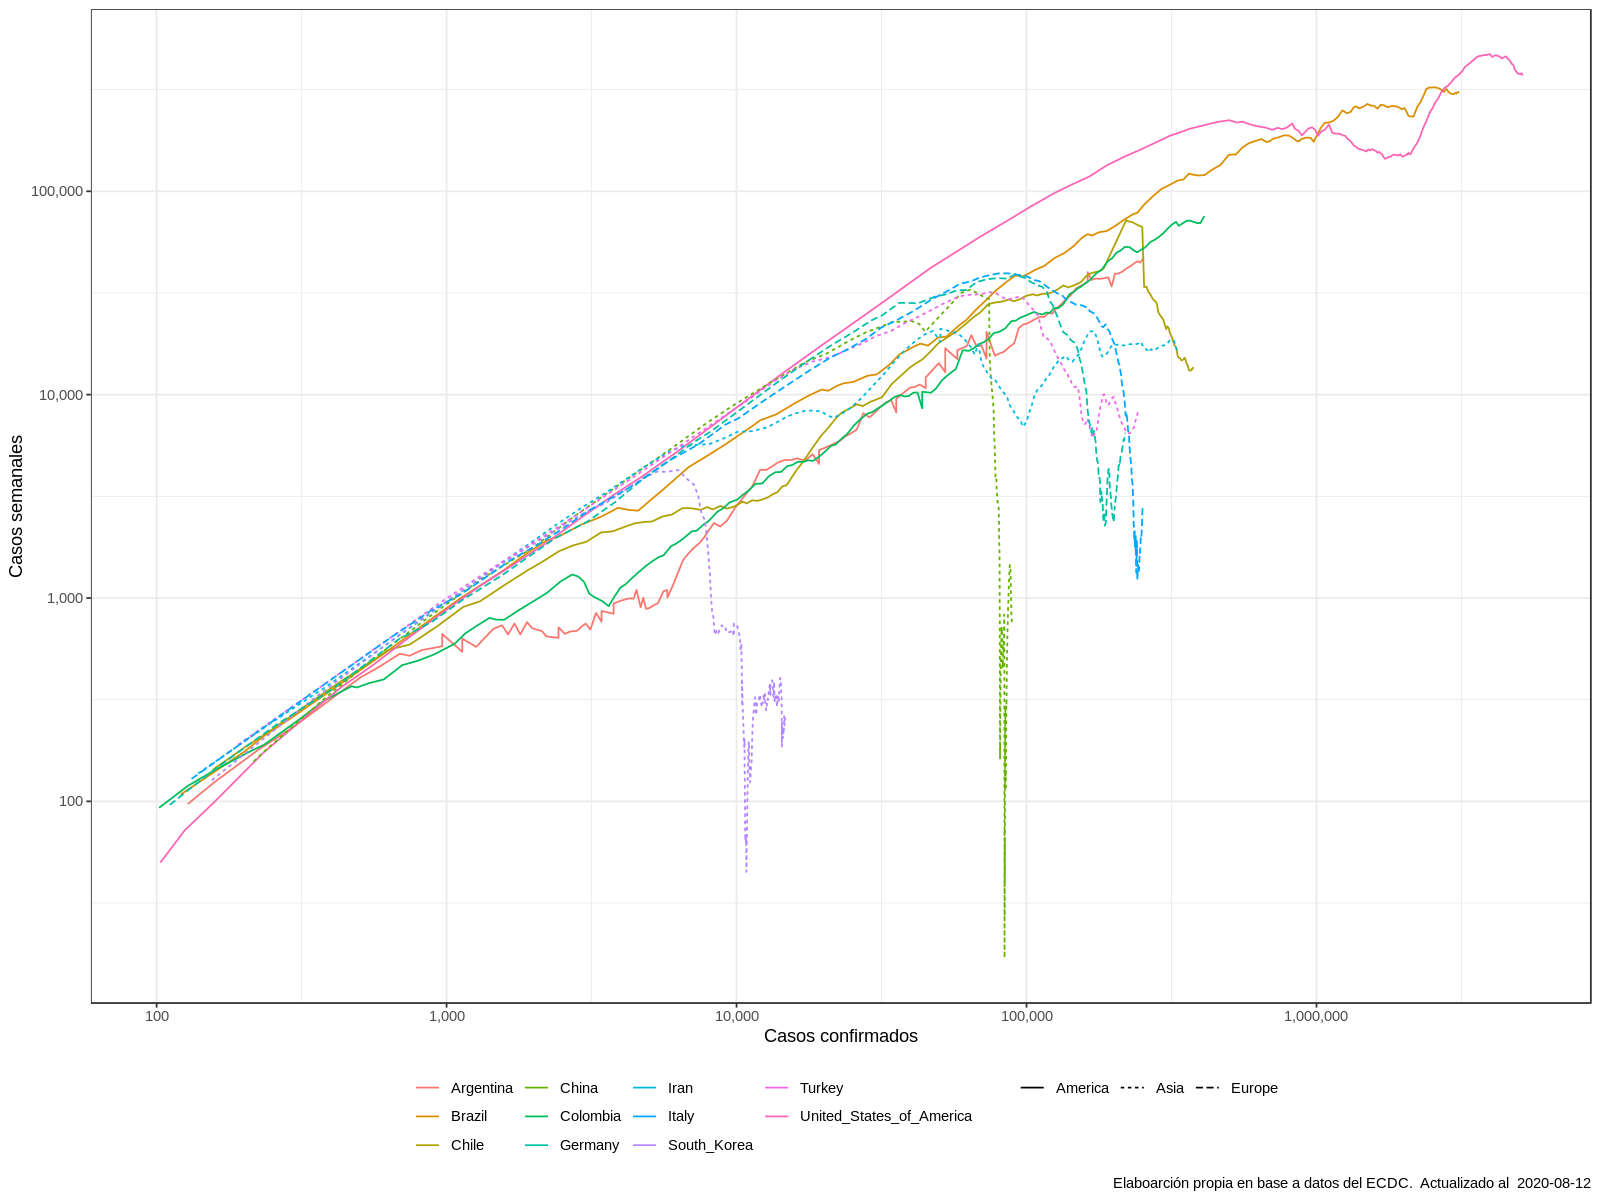 Casos semanales
100,000
10,000
1,000
100
100 1,000 10,000 100,000 1,000,000
Casos confirmados
Argentina China Iran Turkey America Asia Europe
Brazil Colombia Italy United_States_of_America
Chile Germany South_Korea
Elaboarción propia en base a datos del ECDC. Actualizado al 2020-08-12